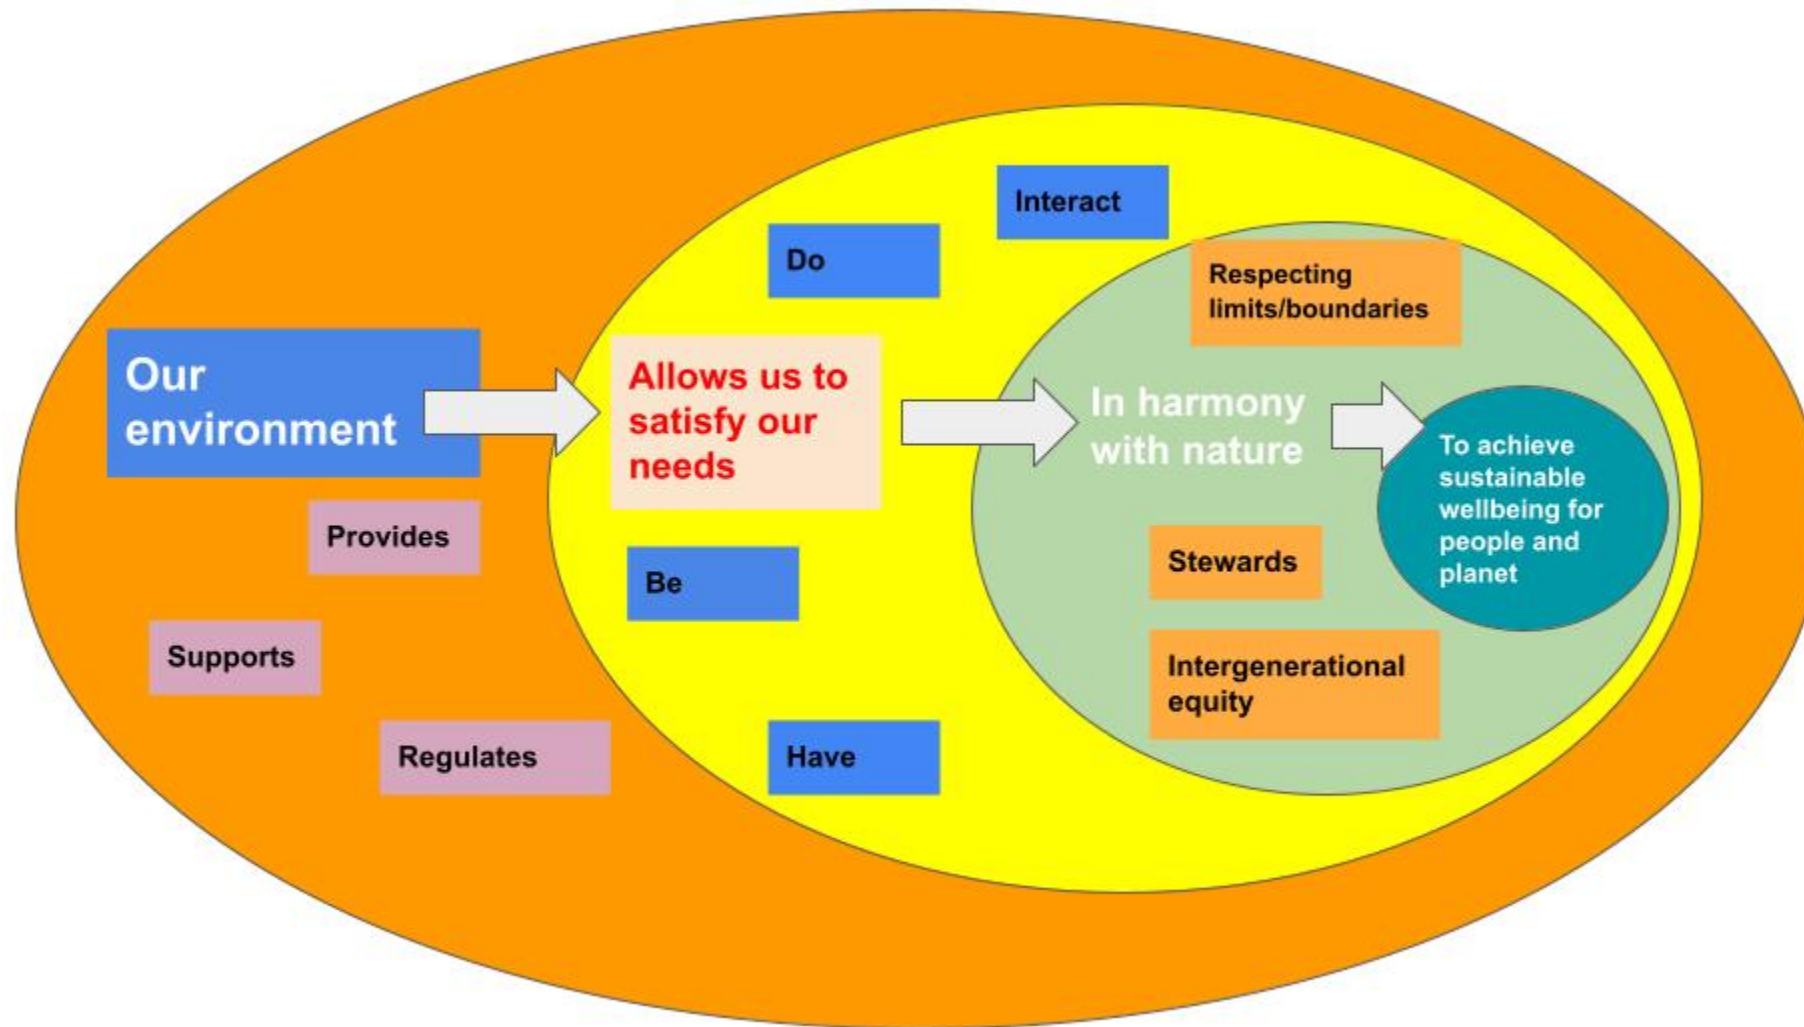 Interact
Do
Respecting
limits/boundaries
Our
environment
Allows us to
satisfy our
needs
In harmony
with nature
To achieve
sustainable
wellbeing for
people and
planet
Provides
Be
Stewards
Supports
Intergenerational
equity
Regulates
Have